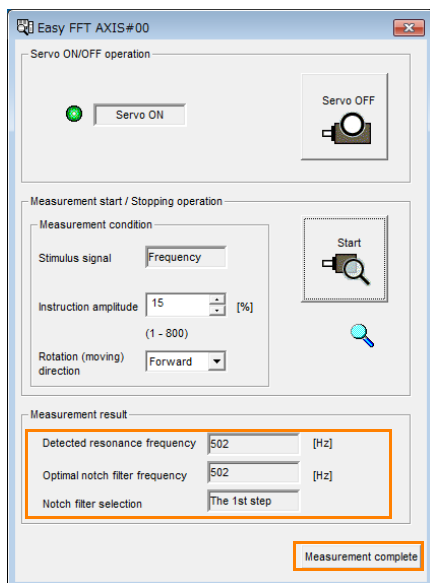 Easy FFT AXIS#00
Servo ON/OFF operation
Servo ON
Servo OFF
Measurement start / Stopping operation
Measurement condition
Stimulus signal Frequency
Start
Instruction amplitude 15 [%]
(1 - 800)
Rotation (moving)
direction Forward
Measurement result
Detected resonance frequency 502 [Hz]
Optimal notch filter frequency 502 [Hz]
Notch filter selection The 1st step
Measurement complete